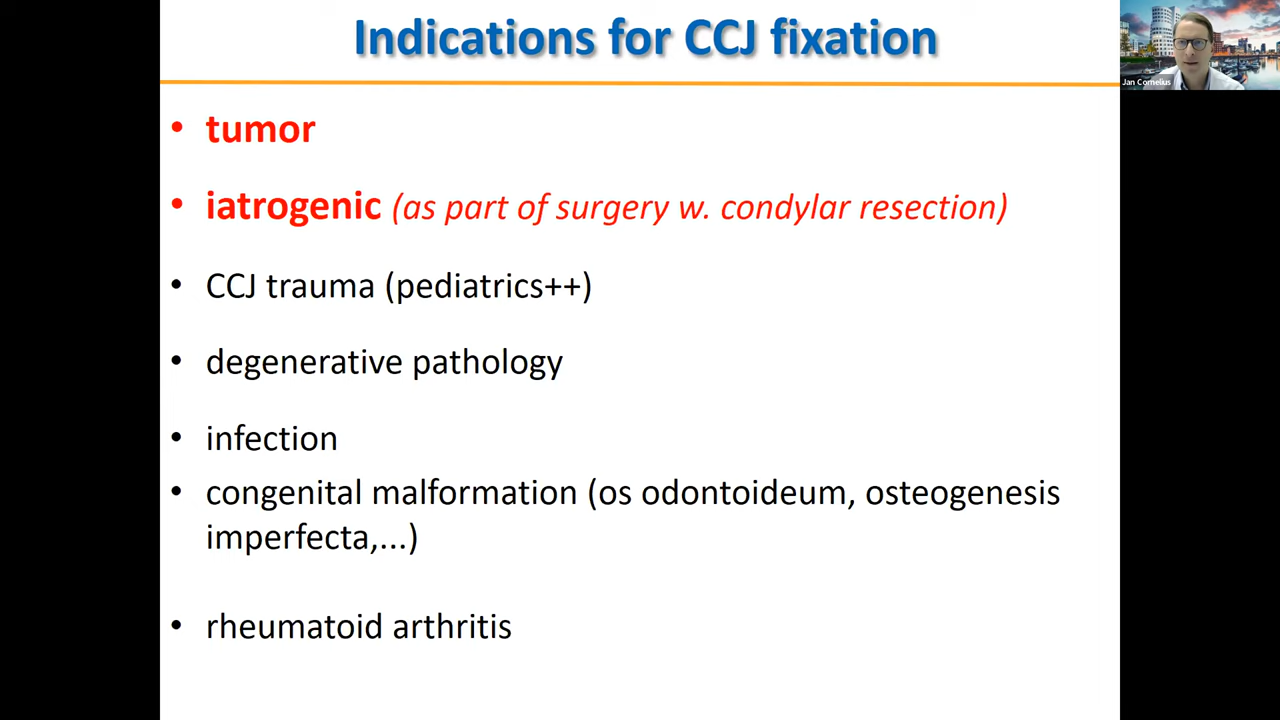 Indications for CCJ fixation
Jan Cornelius
• tumor
• iatrogenic (as part of surgery w. condylar resection)
• CCJ trauma (pediatrics++)
• degenerative pathology
• infection
• congenital malformation (os odontoideum, osteogenesis
imperfecta,...)
• rheumatoid arthritis